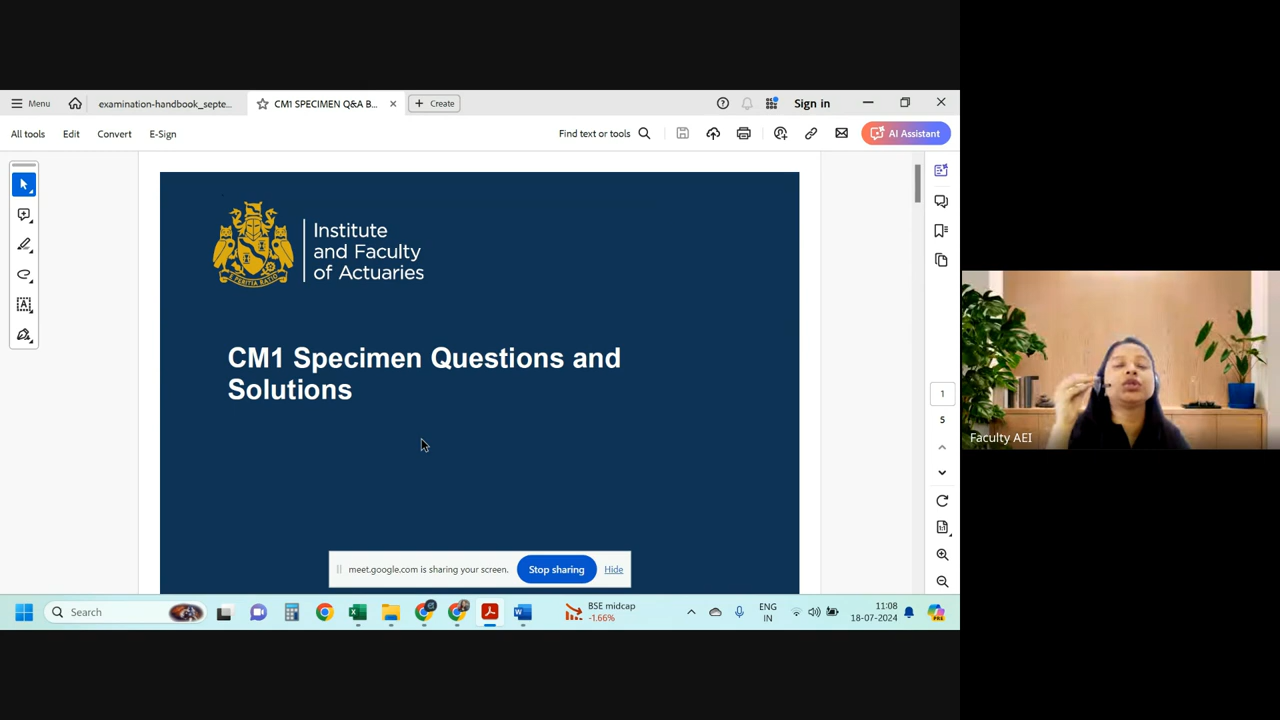 Menu
examination-handbook_septe...
CM1 SPECIMEN Q&A B...
Create
Sign in
All tools
Edit
Convert
E-Sign
Find text or tools
AI Assistant
Institute
and Faculty
of Actuaries
E PERITIA RATIO
CM1 Specimen Questions and
Solutions
1
5
Faculty AEI
meet.google.com is sharing your screen.
Stop sharing
Hide
Search
BSE midcap
-1.66%
ENG
IN
11:08
18-07-2024